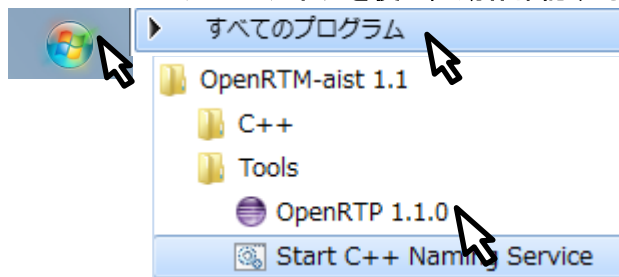 すべてのプログラム
OpenRTM-aist 1.1
C++
Tools
OpenRTP 1.1.0
Start C++ Naming Service